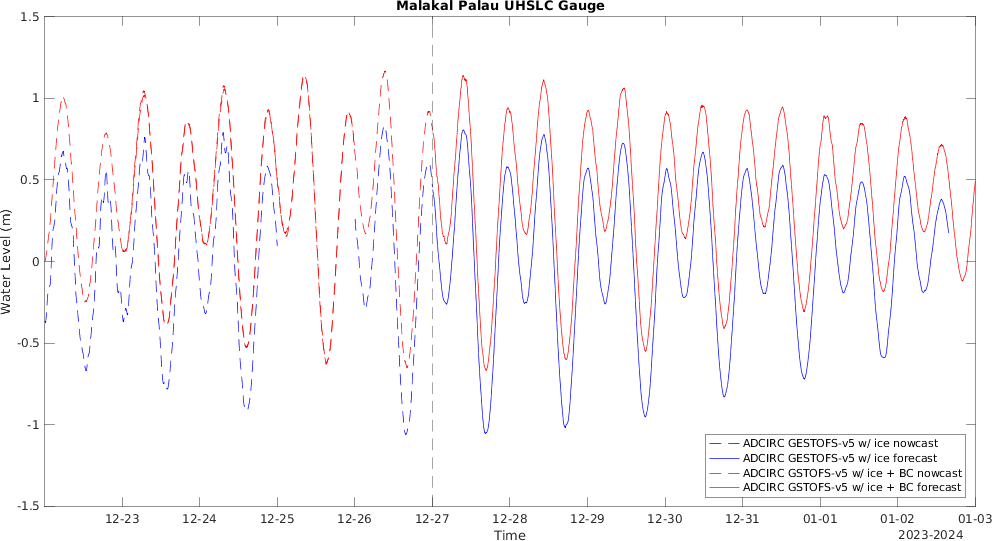 Malakal Palau UHSLC Gauge
1.5
1
0.5
0
-0.5
-1
-1.5
Water Level (m)
ADCIRC GESTOFS-v5 w/ ice nowcast
ADCIRC GESTOFS-v5 w/ ice forecast
ADCIRC GSTOFS-v5 w/ ice + BC nowcast
ADCIRC GSTOFS-v5 w/ ice + BC forecast
12-23 12-24 12-25 12-26 12-27 12-28 12-29 12-30 12-31 01-01 01-02 01-03
Time
2023-2024